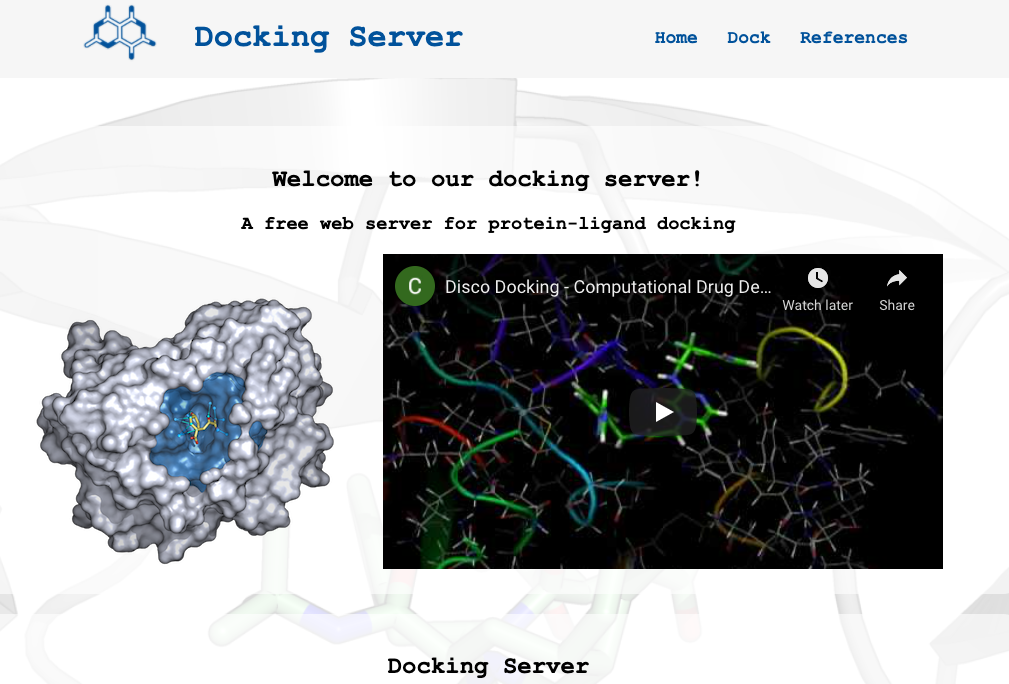 Docking Server
Home Dock References
Welcome to our docking server!
A free web server for protein-ligand docking
C
Disco Docking - Computational Drug De...
Watch later
Share
Docking Server